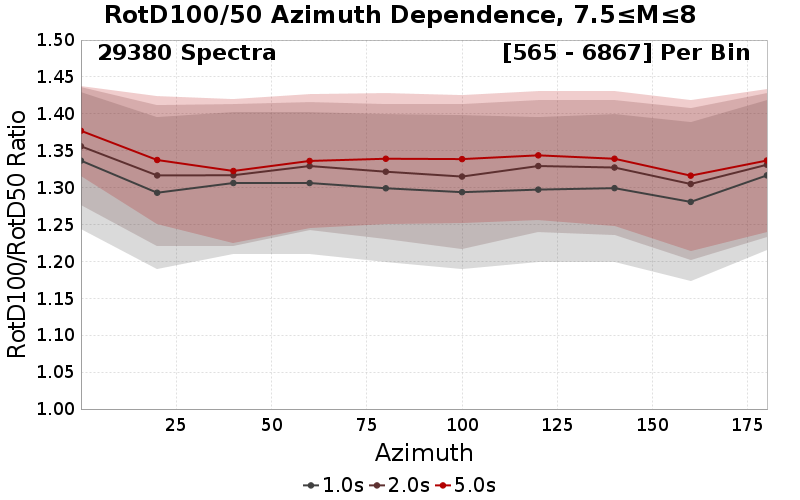 RotD100/50 Azimuth Dependence, 7.5≤M≤8
29380 Spectra
[565 - 6867] Per Bin
RotD100/RotD50 Ratio
1.50
1.45
1.40
1.35
1.30
1.25
1.20
1.15
1.10
1.05
1.00
25 50 75 100 125 150 175
Azimuth
1.0s 2.0s 5.0s